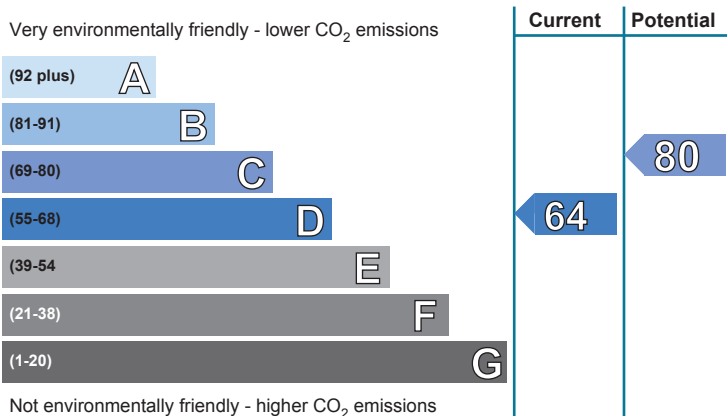 Very environmentally friendly - lower CO2 emissions
Current
Potential
(92 plus) A
(81-91) B
(69-80) C
80
(55-68) D
64
(39-54 E
(21-38) F
(1-20) G
Not environmentally friendly - higher CO2 emissions